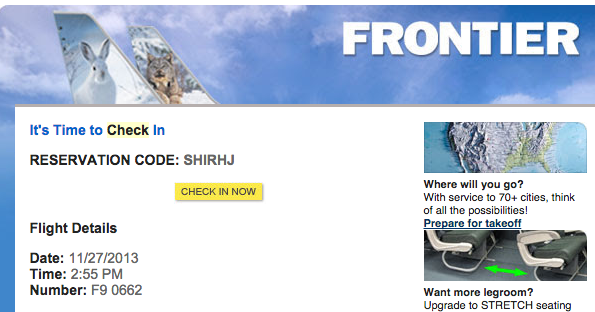 FRONTIER
It's Time to Check In
RESERVATION CODE: SHIRHJ
CHECK IN NOW
Flight Details
Date: 11/27/2013
Time: 2:55 PM
Number: F9 0662
Where will you go?
With service to 70+ cities, think
of all the possibilities!
Prepare for takeoff
Want more legroom?
Upgrade to STRETCH seating